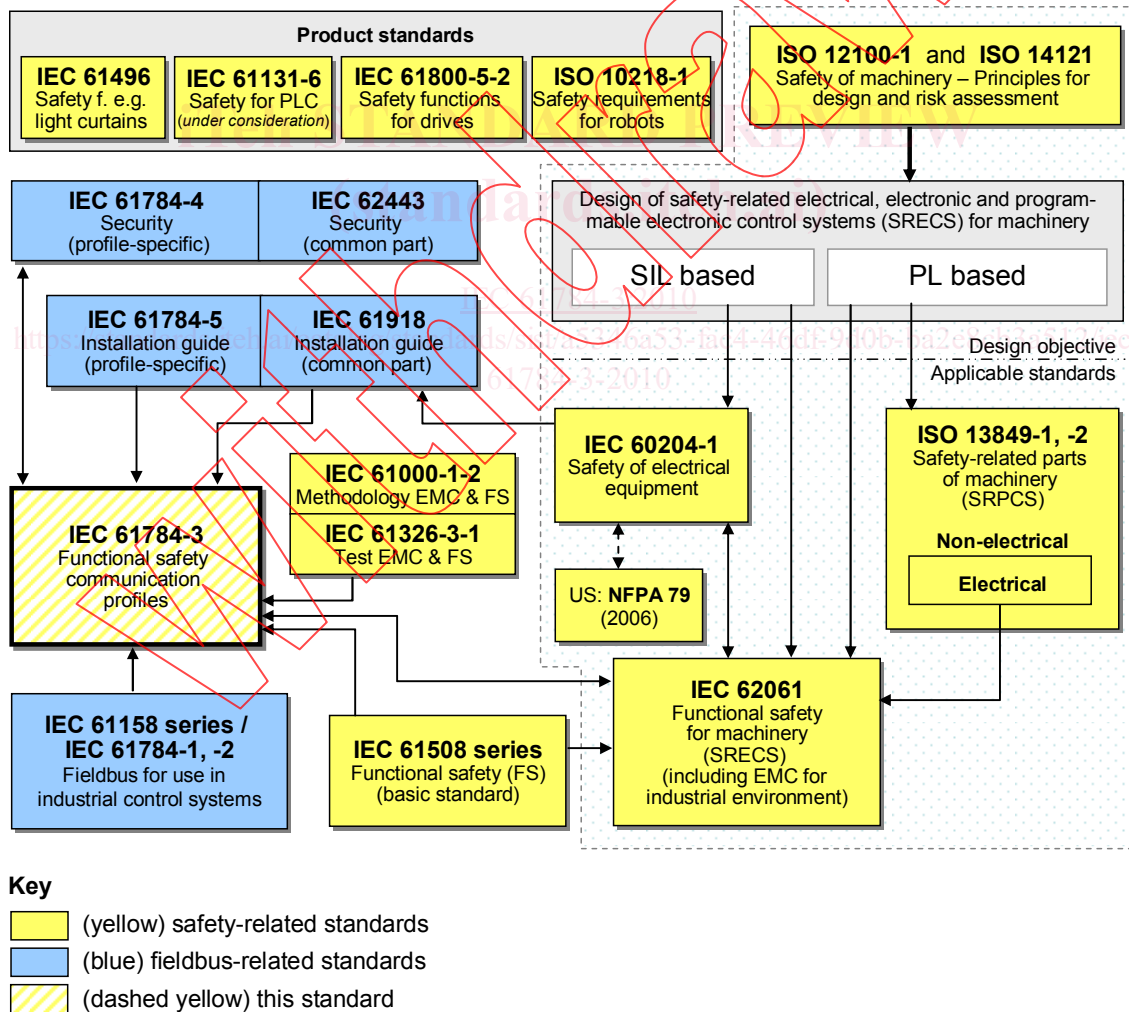 Product standards
IEC 61496
Safety f. e.g.
light curtains
IEC 61131-6
Safety for PLC
(under consideration)
IEC 61800-5-2
Safety functions
for drives
ISO 10218-1
Safety requirements
for robots
ISO 12100-1 and ISO 14121
Safety of machinery – Principles for
design and risk assessment
IEC 61784-4
Security
(profile-specific)
IEC 62443
Security
(common part)
Design of safety-related electrical, electronic and program-
mable electronic control systems (SRECS) for machinery
SIL based
PL based
IEC 61784-5
Installation guide
(profile-specific)
IEC 61918
Installation guide
(common part)
IEC 61784-3:2010
61784-3-2010
Design objective
Applicable standards
IEC 60204-1
Safety of electrical
equipment
ISO 13849-1, -2
Safety-related parts
of machinery
(SRPCS)
Non-electrical
Electrical
IEC 61000-1-2
Methodology EMC & FS
IEC 61326-3-1
Test EMC & FS
US: NFPA 79
(2006)
IEC 61784-3
Functional safety
communication
profiles
IEC 61158 series /
IEC 61784-1, -2
Fieldbus for use in
industrial control systems
IEC 61508 series
Functional safety (FS)
(basic standard)
IEC 62061
Functional safety
for machinery
(SRECS)
(including EMC for
industrial environment)
Key
(yellow) safety-related standards
(blue) fieldbus-related standards
(dashed yellow) this standard